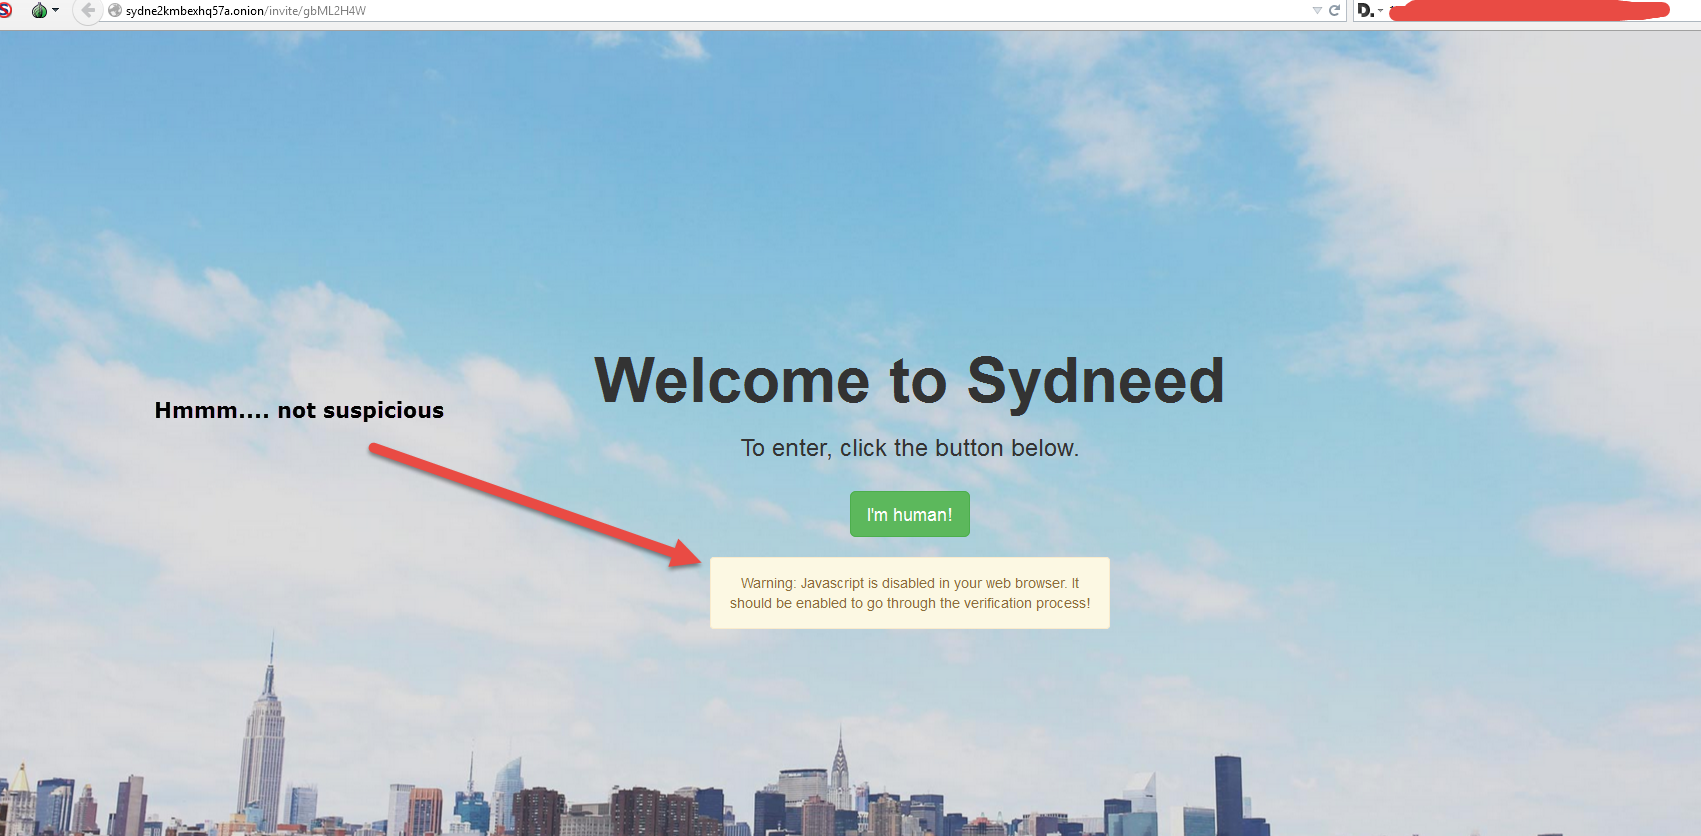 sydne2kmbexhq57a.onion/invite/gbML2H4W
D.
Welcome to Sydneed
To enter, click the button below.
Hmmm.... not suspicious
I'm human!
Warning: Javascript is disabled in your web browser. It
should be enabled to go through the verification process!